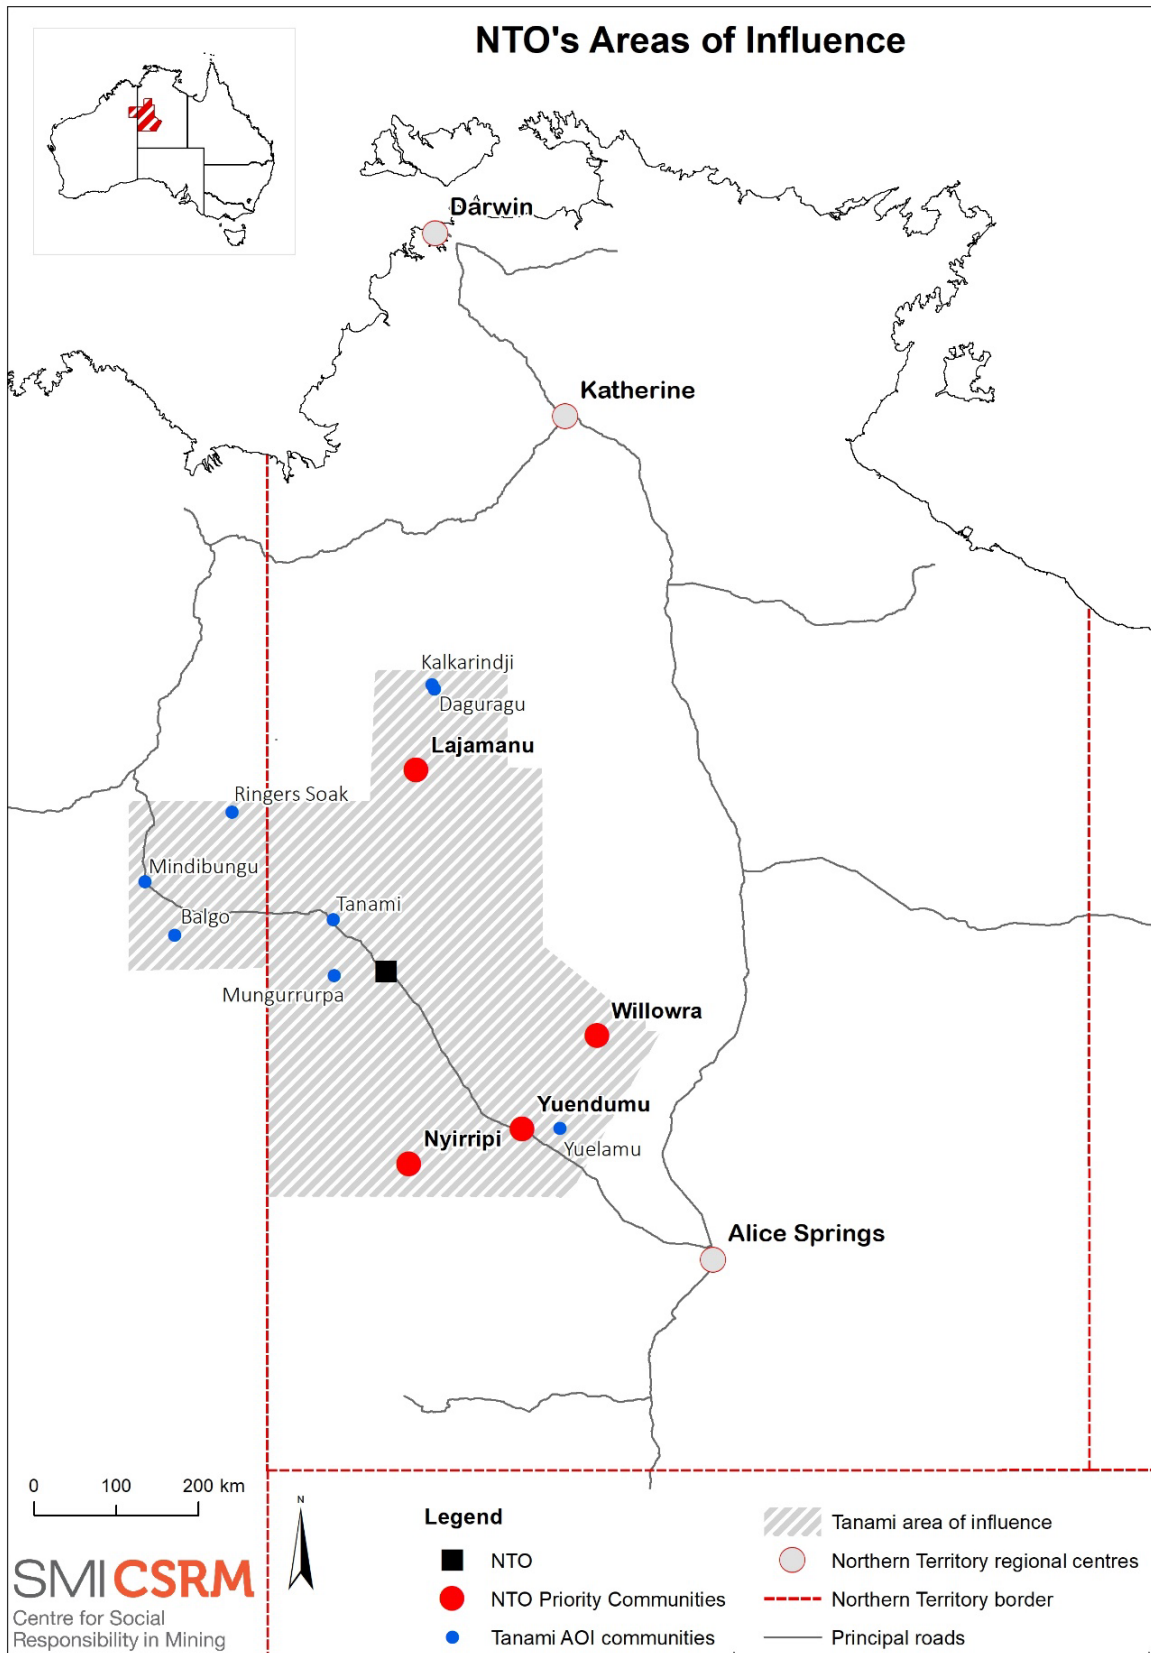 NTO's Areas of Influence
Darwin
Katherine
Kalkarindji
Daguragu
Lajamanu
Ringers Soak
Mindibungu
Balgo
Tanami
Mungurrurpa
Willowra
Yuendumu
Nyirripi
Yuelamu
Alice Springs
0 100 200 km
N
Legend
NTO
NTO Priority Communities
Tanami AOI communities
Tanami area of influence
Northern Territory regional centres
Northern Territory border
Principal roads
SMI CSRM
Centre for Social
Responsibility in Mining